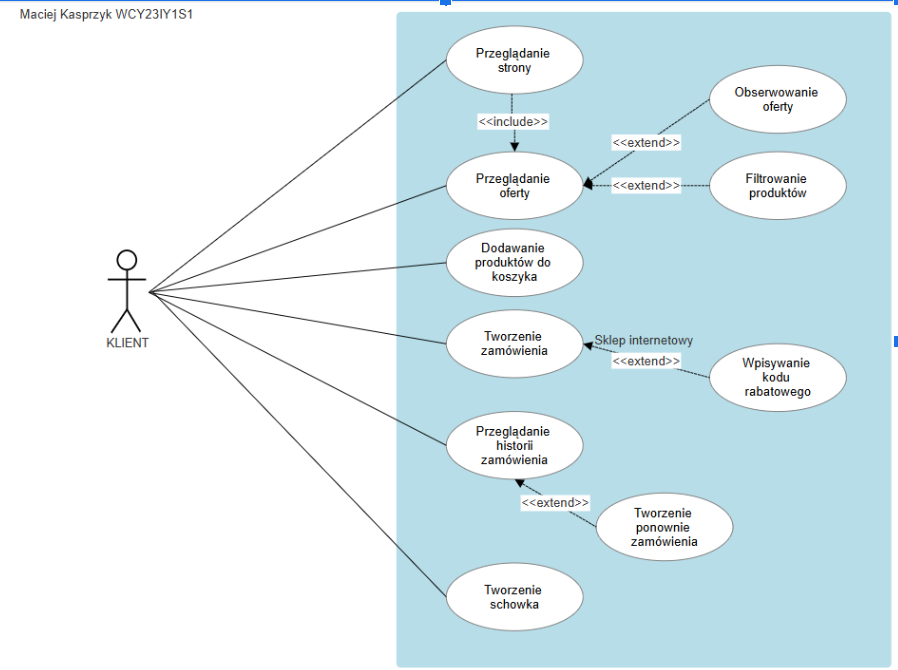 Maciej Kasprzyk WCY23IY1S1
Przeglądanie
strony
<<include>>
Obserwowanie
oferty
<<extend>>
Przeglądanie
oferty
<<extend>>
Filtrowanie
produktów
Dodawanie
produktów do
koszyka
KLIENT
Tworzenie
zamówienia
Sklep internetowy
<<extend>>
Wpisywanie
kodu
rabatowego
Przeglądanie
historii
zamówienia
<<extend>>
Tworzenie
ponownie
zamówienia
Tworzenie
schowka